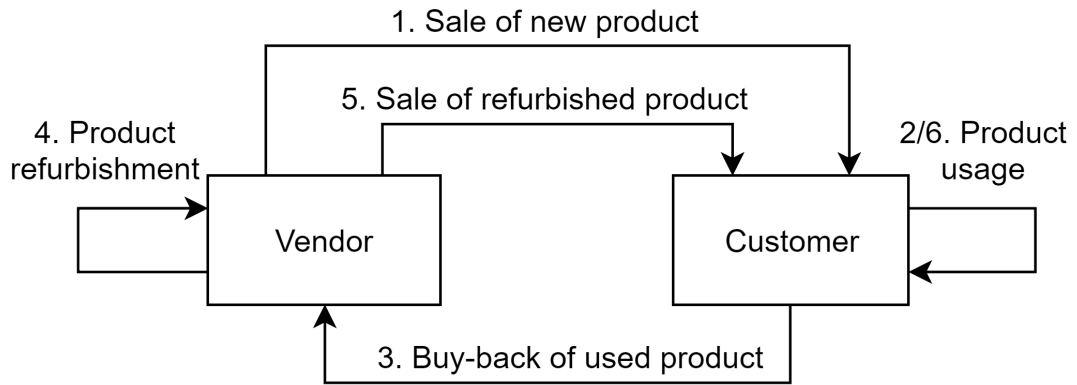 1. Sale of new product
5. Sale of refurbished product
4. Product
refurbishment
2/6. Product
usage
Vendor
Customer
3. Buy-back of used product